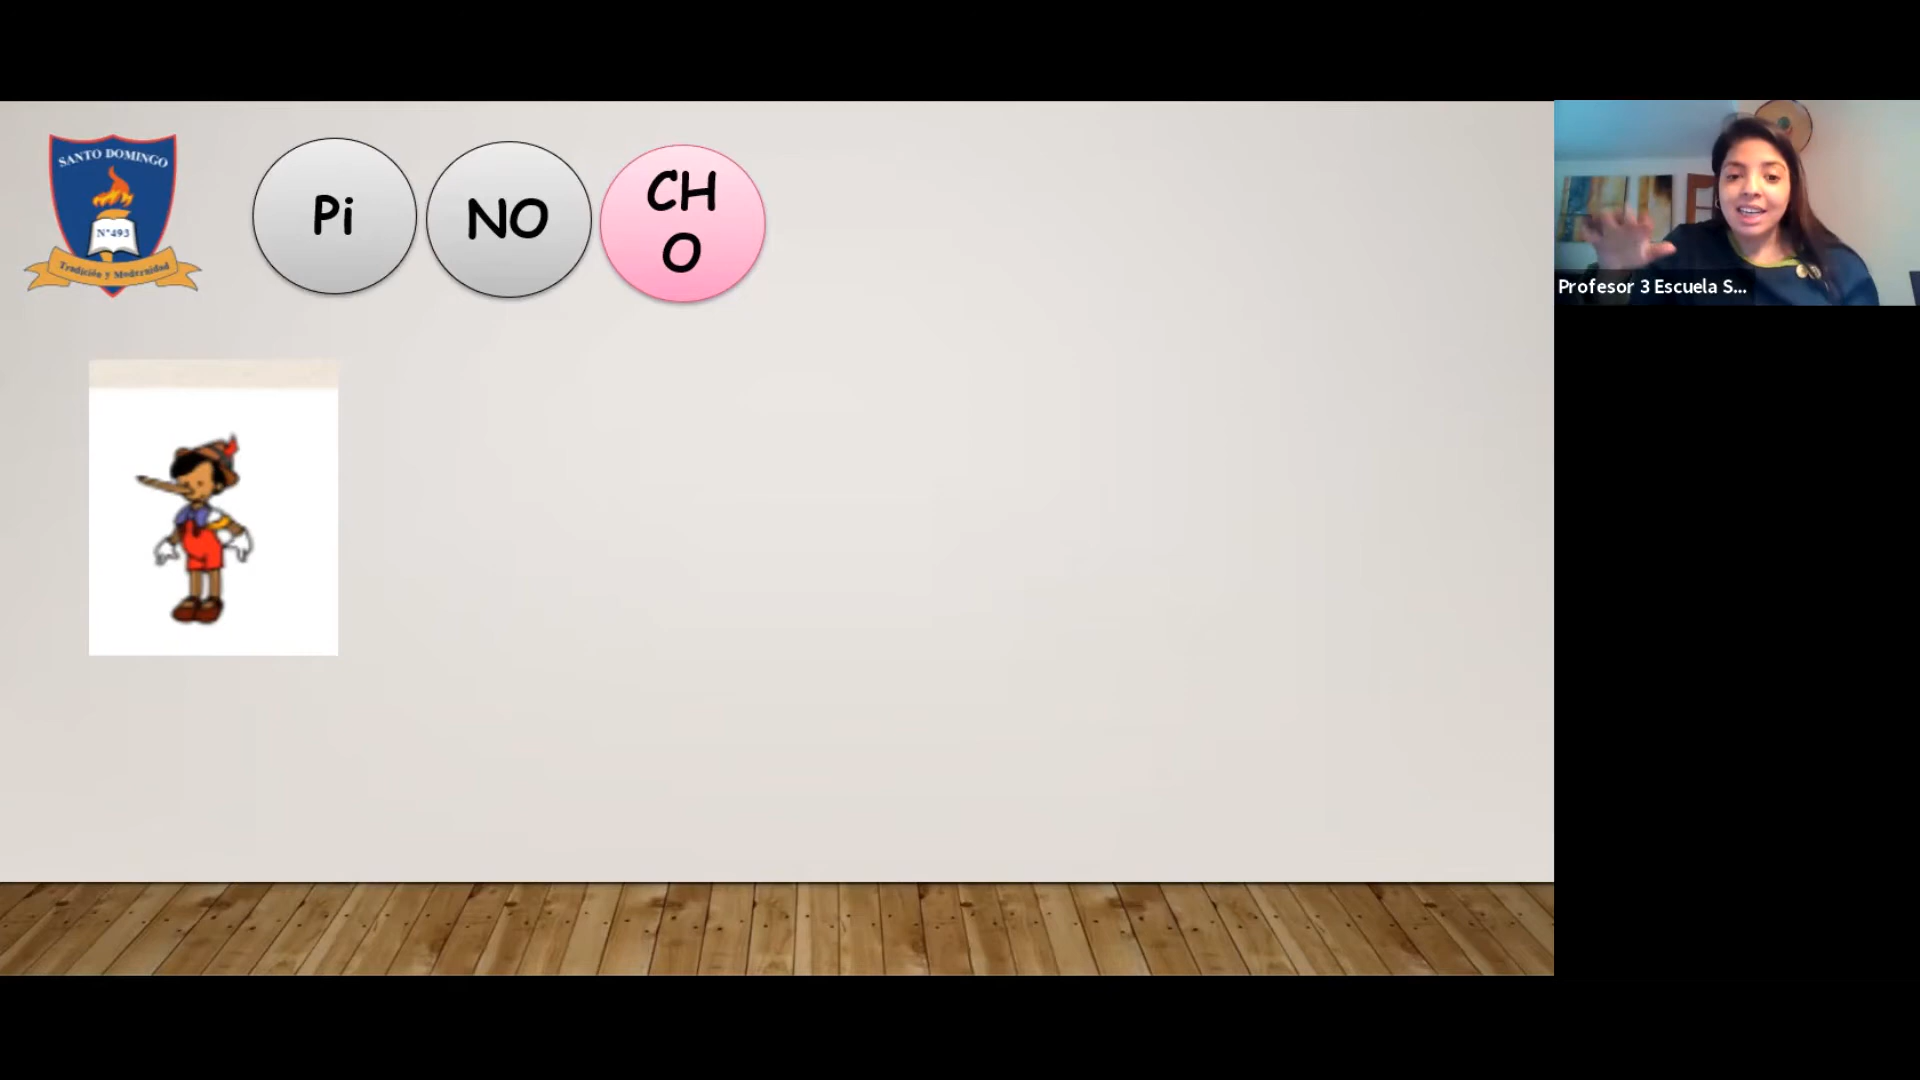 SANTO DOMINGO
N°493
Tradición y Modernidad
Pi
NO
CH
O
Profesor 3 Escuela S...